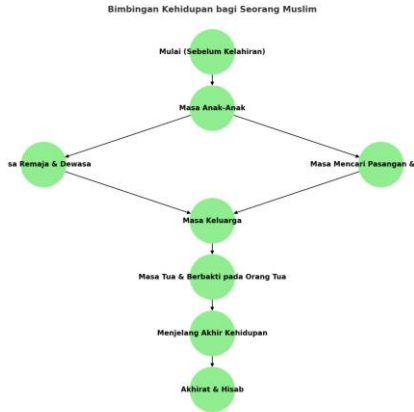 Bimbingan Kehidupan bagi Seorang Muslim
Mulai (Sebelum Kelahiran)
Masa Anak-Anak
sa Remaja & Dewasa
Masa Mencari Pasangan &
Masa Keluarga
Masa Tua & Berbakti pada Orang Tua
Menjelang Akhir Kehidupan
Akhirat & Hisab